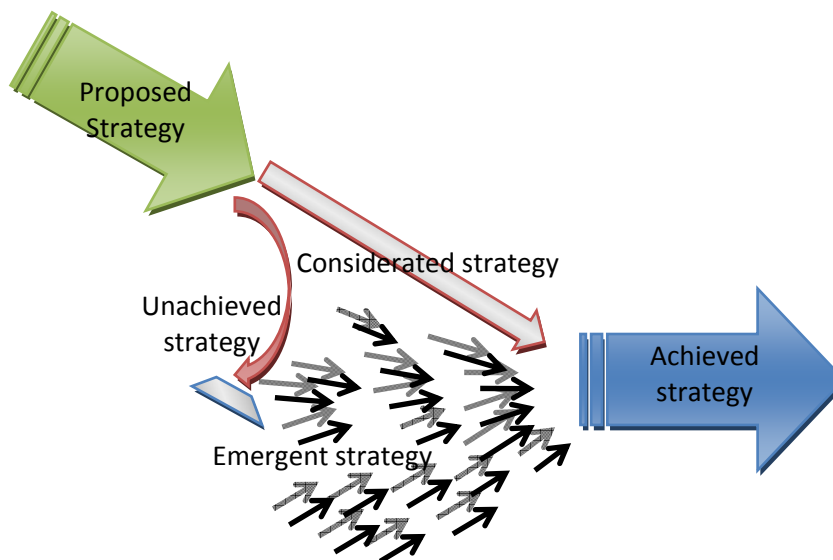 Proposed
Strategy
Considerated strategy
Unachieved
strategy
Achieved
strategy
Emergent strategy